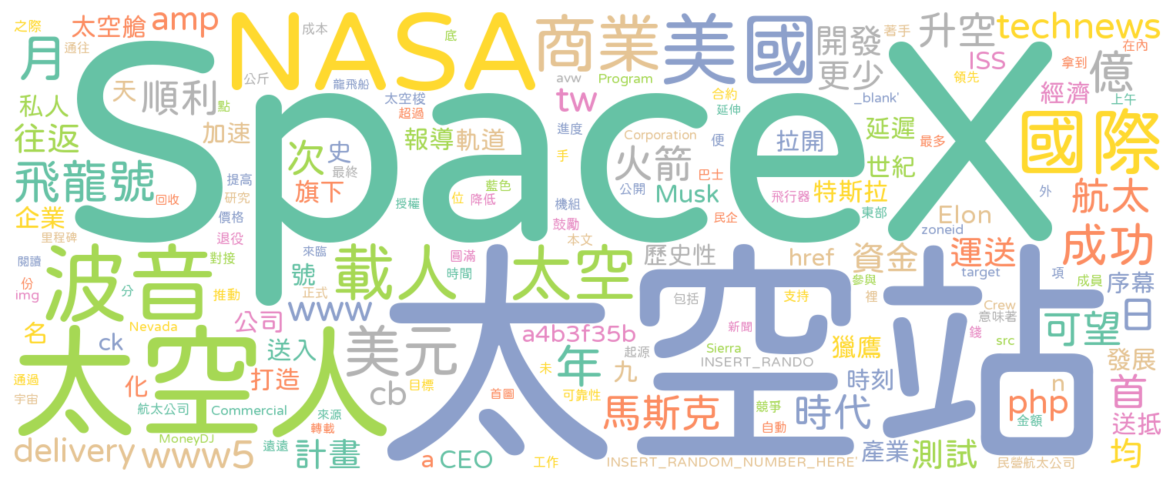 之際
太空艙
amp
通往
成本
底
NASA
商業
美國
開發
更少
升空
著手
technews
在內
月
SpaceX
公斤
龍飛船
太空梭
超過
avw
Program
tw
合約
延伸
_blank'
ISS
領先
拿到
億
上午
經濟
私人
天
順利
點
往返
加速
報導
軌道
進度
手
Corporation
便
拉開
延遲
最多
國際
飛龍號
次
史
最終
火箭
世紀
回收
提高
研究
旗下
位
藍色
降低
機組
鼓勵
公開
巴士
Musk
民企
飛行器
特斯拉
東部
外
航太
企業
價格
授權
Elon
zoneid
成功
里程碑
退役
本文
波音
對接
來臨
號
載人
圓滿
時間
太空
歷史性
href
資金
參與
運送
target
項
成員
序幕
閱讀
份
img
分
推動
正式
www
太空站
包括
支持
裡
Crew
意味著
src
錢
可望
日
名
Nevada
公司
美元
a4b3f35b
新聞
INSERT_RANDO
獵鷹
太空人
ck
送入
年
起源
Sierra
未
九
時刻
發展
n
通過
宇宙
化
打造
目標
cb
可靠性
首圖
馬斯克
競爭
自動
時代
php
金額
首
送抵
航太公司
Commercial
來源
轉載
delivery
MoneyDJ
www5
遠遠
計畫
a
CEO
工作
INSERT_RANDOM_NUMBER_HERE'
產業
測試
民營航太公司
均